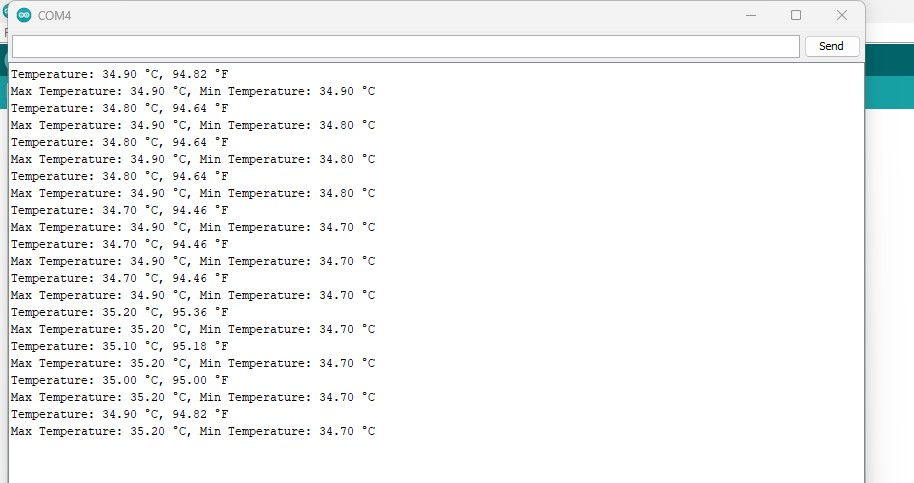 COM4
Send
Temperature: 34.90 °C, 94.82 °F
Max Temperature: 34.90 °C, Min Temperature: 34.90 °C
Temperature: 34.80 °C, 94.64 °F
Max Temperature: 34.90 °C, Min Temperature: 34.80 °C
Temperature: 34.80 °C, 94.64 °F
Max Temperature: 34.90 °C, Min Temperature: 34.80 °C
Temperature: 34.80 °C, 94.64 °F
Max Temperature: 34.90 °C, Min Temperature: 34.80 °C
Temperature: 34.70 °C, 94.46 °F
Max Temperature: 34.90 °C, Min Temperature: 34.70 °C
Temperature: 34.70 °C, 94.46 °F
Max Temperature: 34.90 °C, Min Temperature: 34.70 °C
Temperature: 34.70 °C, 94.46 °F
Max Temperature: 34.90 °C, Min Temperature: 34.70 °C
Temperature: 35.20 °C, 95.36 °F
Max Temperature: 35.20 °C, Min Temperature: 34.70 °C
Temperature: 35.10 °C, 95.18 °F
Max Temperature: 35.20 °C, Min Temperature: 34.70 °C
Temperature: 35.00 °C, 95.00 °F
Max Temperature: 35.20 °C, Min Temperature: 34.70 °C
Temperature: 34.90 °C, 94.82 °F
Max Temperature: 35.20 °C, Min Temperature: 34.70 °C